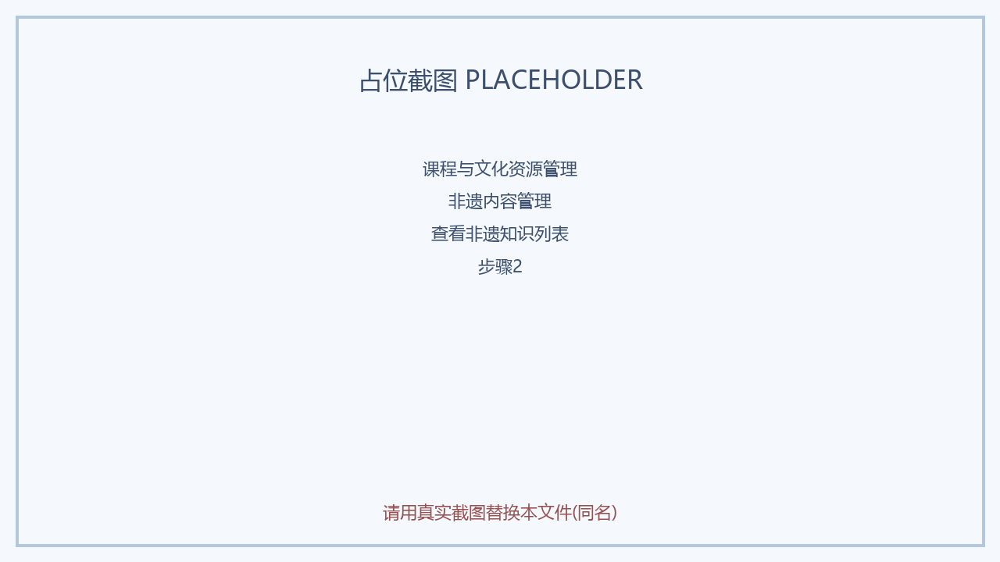 占位截图 PLACEHOLDER
课程与文化资源管理
非遗内容管理
查看非遗知识列表
步骤2
请用真实截图替换本文件(同名)